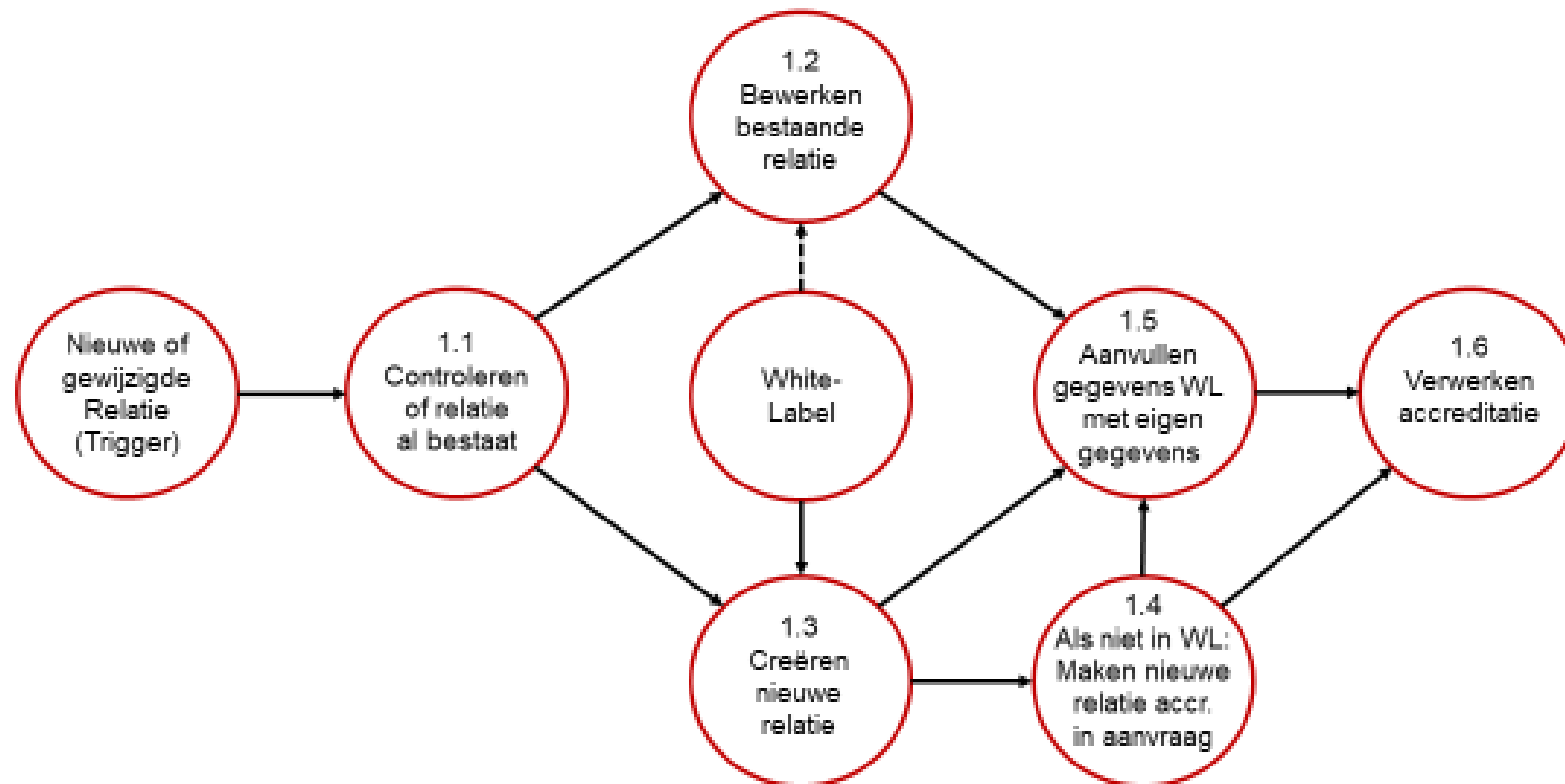 1.2
Bewerken
bestaande
relatie
Nieuwe of
gewijzigde
Relatie
(Trigger)
1.1
Controleren
of relatie
al bestaat
White-
Label
1.5
Aanvullen
gegevens WL
met eigen
gegevens
1.6
Verwerken
accreditatie
1.3
Creëren
nieuwe
relatie
1.4
Als niet in WL:
Maken nieuwe
relatie accr.
in aanvraag